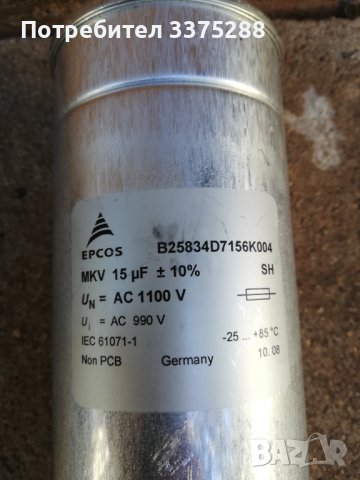 Потребител 3375288
EPCOS B25834D7156K004
MKV 15 µF ± 10% SH
UN = AC 1100 V
Ui = AC 990 V
IEC 61071-1 -25 ... +85 °C
Non PCB Germany 10. 08
BAZAR